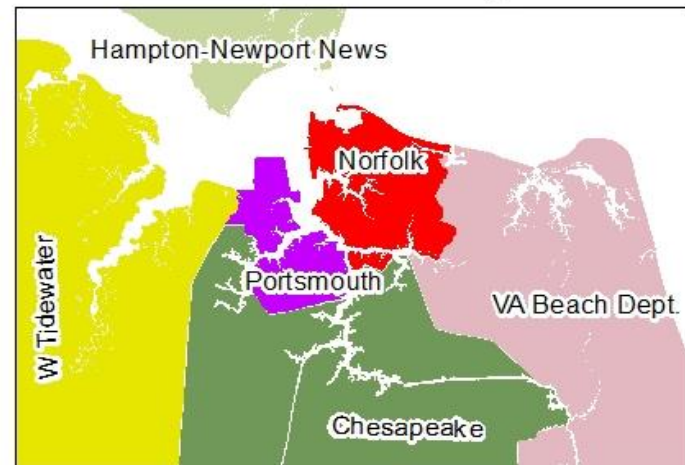 Hampton-Newport News
Norfolk
W Tidewater
Portsmouth
VA Beach Dept.
Chesapeake